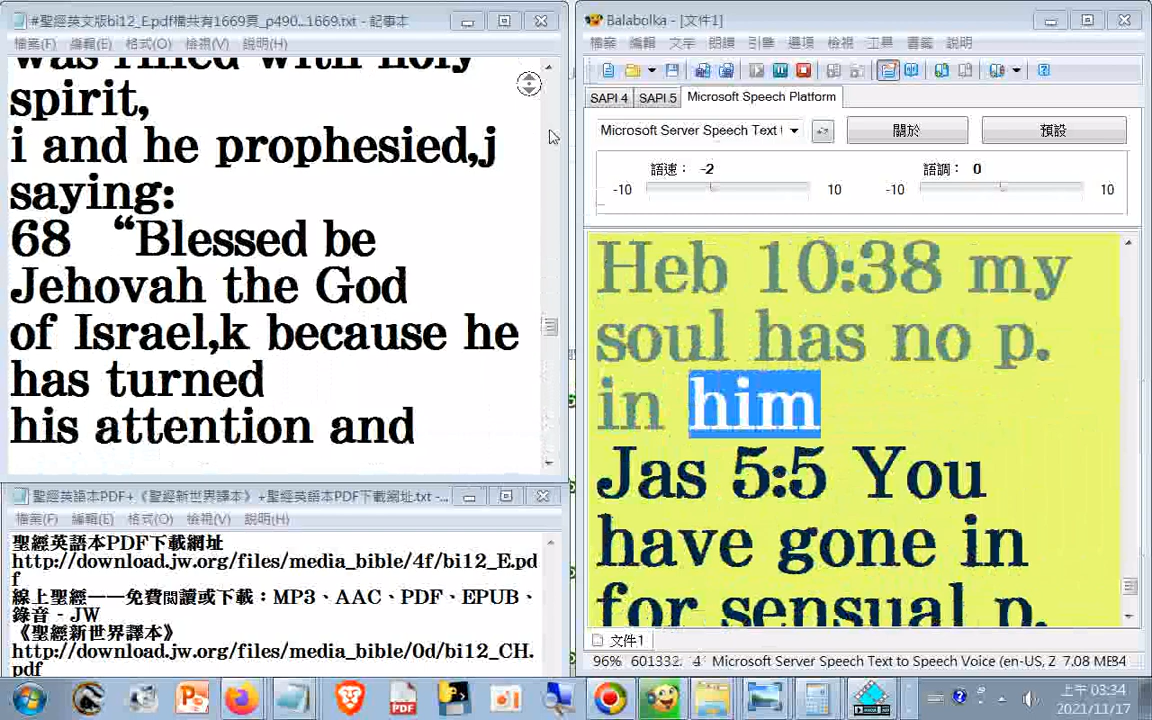 #聖經英文版bi12_E.pdf檔共有1669頁_p490...1669.txt - 記事本
檔案(F) 編輯(E) 格式(O) 檢視(V) 說明(H)
was filled with holy
spirit,
i and he prophesied,j
saying:
68 “Blessed be
Jehovah the God
of Israel,k because he
has turned
his attention and
聖經英語本PDF+《聖經新世界譯本》+聖經英語本PDF下載網址.txt -...
檔案(F) 編輯(E) 格式(O) 檢視(V) 說明(H)
聖經英語本PDF下載網址
http://download.jw.org/files/media_bible/4f/bi12_E.pd
f
線上聖經——免費閱讀或下載：MP3、AAC、PDF、EPUB、
錄音 - JW
《聖經新世界譯本》
http://download.jw.org/files/media_bible/0d/bi12_CH.
pdf
Balabolka - [文件1]
檔案 編輯 文字 朗讀 引擎 選項 檢視 工具 書籤 說明
SAPI 4 SAPI 5 Microsoft Speech Platform
Microsoft Server Speech Text 關於 預設
語速： -2 語調： 0
-10 10 -10 10
Heb 10:38 my
soul has no p.
in him
Jas 5:5 You
have gone in
for sensual p.
文件1
96% 601332. 4 Microsoft Server Speech Text to Speech Voice (en-US, Z 7.08 MB
上午 03:34
2021/11/17